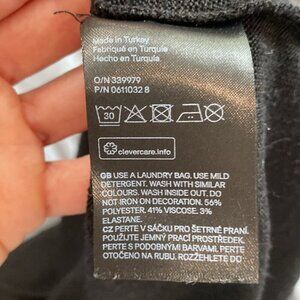 Made in Turkey
Fabriqué en Turquie
Hecho en Turquía
O/N 339979
P/N 0611032 8
30
clevercare.info
GB USE A LAUNDRY BAG. USE MILD
DETERGENT. WASH WITH SIMILAR
COLOURS. WASH INSIDE OUT. DO
NOT IRON ON DECORATION. 56%
POLYESTER. 41% VISCOSE. 3%
ELASTANE.
CZ PERTE V SÁČKU PRO ŠETRNÉ PRANÍ.
POUŽIJTE JEMNÝ PRACÍ PROSTŘEDEK.
PERTE S PODOBNÝMI BARVAMI. PERTE
OTOČENO NA RUBU. ROZŽEHLETE DO